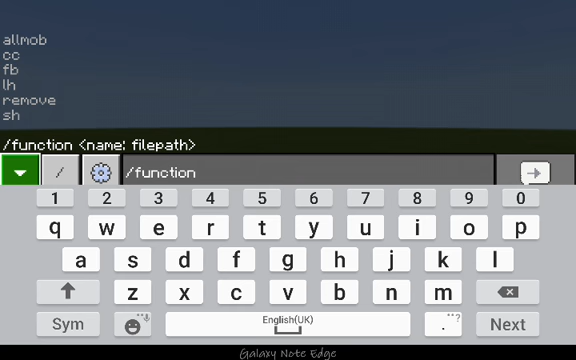 allmob
cc
fb
lh
remove
sh
/function <name: filepath>
/ /function
1 2 3 4 5 6 7 8 9 0
q w e r t y u i o p
a s d f g h j k l
z x c v b n m
Sym English(UK) . ,,? Next
Galaxy Note Edge